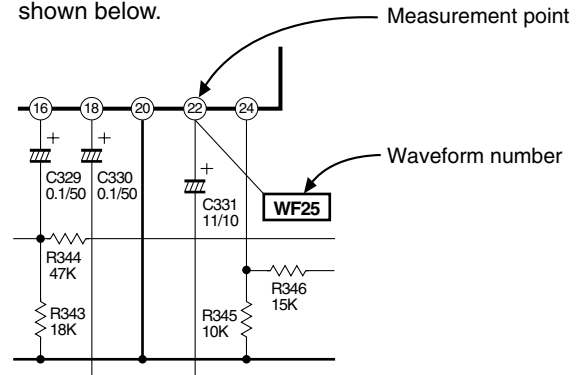 shown below.
Measurement point
16 18 20 22 24
+ + +
C329 C330
0.1/50 0.1/50
C331
11/10
Waveform number
WF25
R344
47K
R346
15K
R343
18K
R345
10K